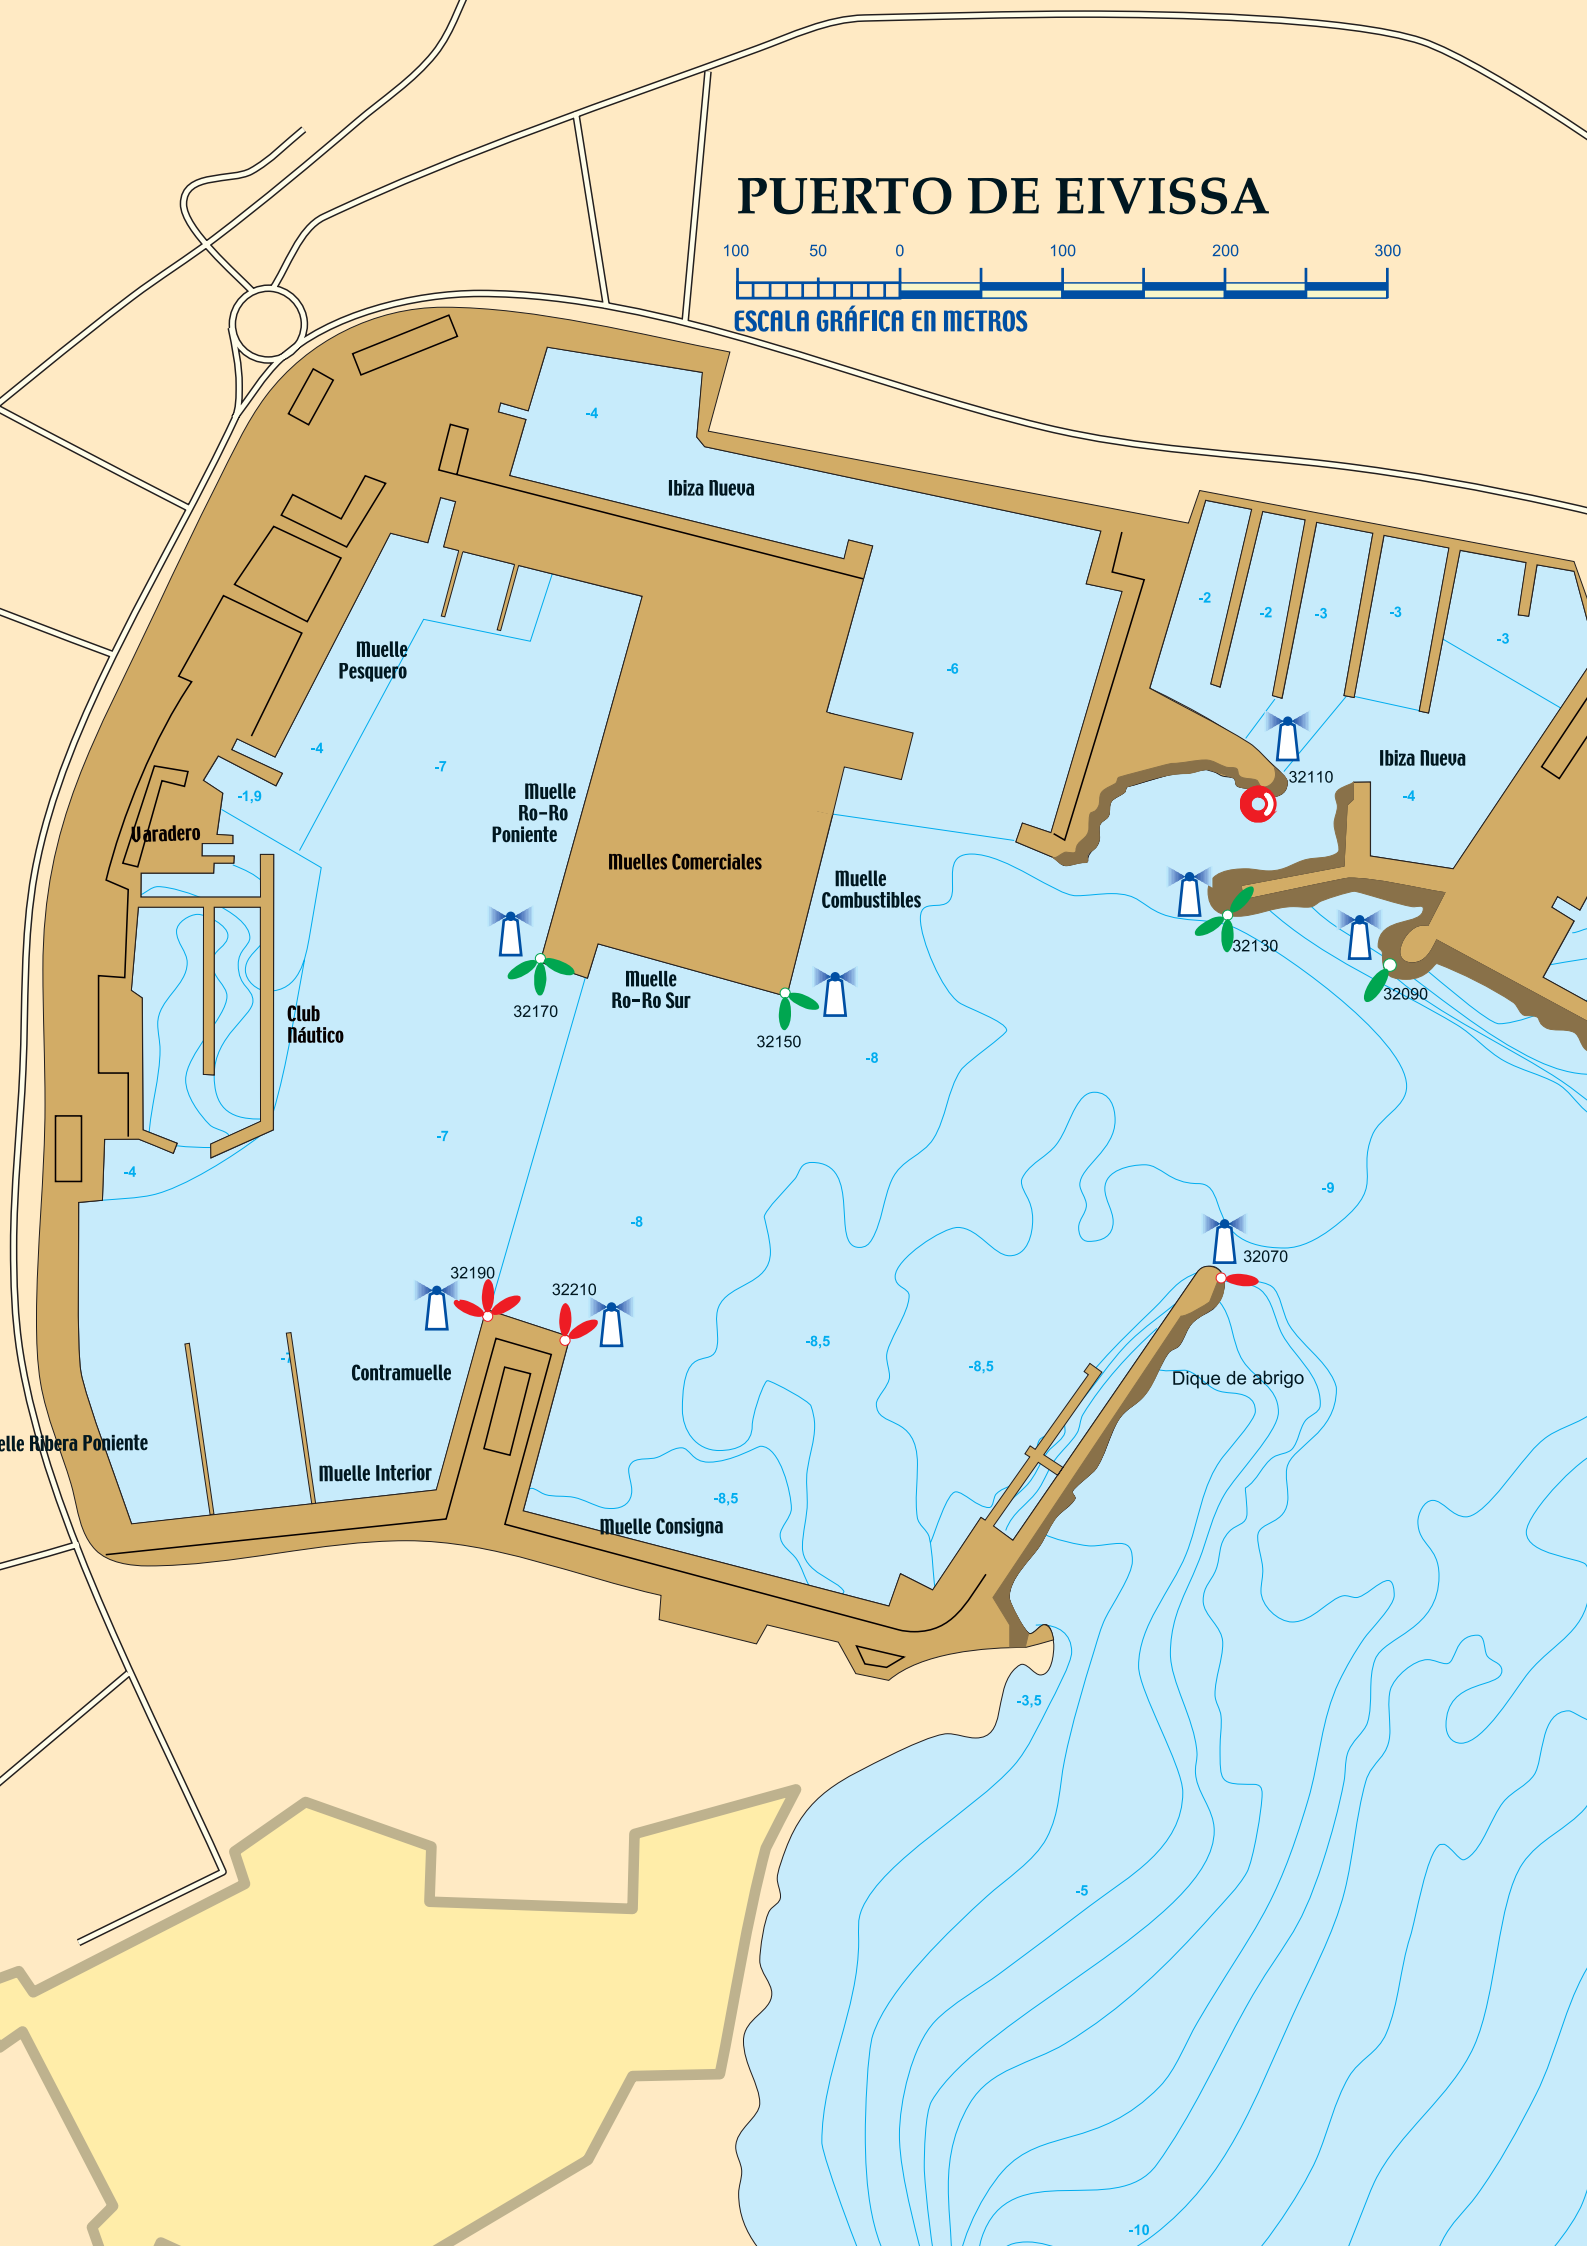 PUERTO DE EIVISSA
100 50 0 100 200 300
ESCALA GRÁFICA EN METROS
-4
Ibiza Nueva
-2
-2
-3
-3
-3
-6
Muelle
Pesquero
-4
-7
-1,9
Varadero
Muelle
Ro-Ro
Poniente
Muelles Comerciales
Muelle
Combustibles
32110
Ibiza Nueva
-4
32130
32090
32170
Muelle
Ro-Ro Sur
32150
-8
Club
Náutico
-7
-4
-8
-9
32070
32190
32210
-8,5
-8,5
-7
Contramuelle
Dique de abrigo
elle Ribera Poniente
Muelle Interior
-8,5
Muelle Consigna
-3,5
-5
-10